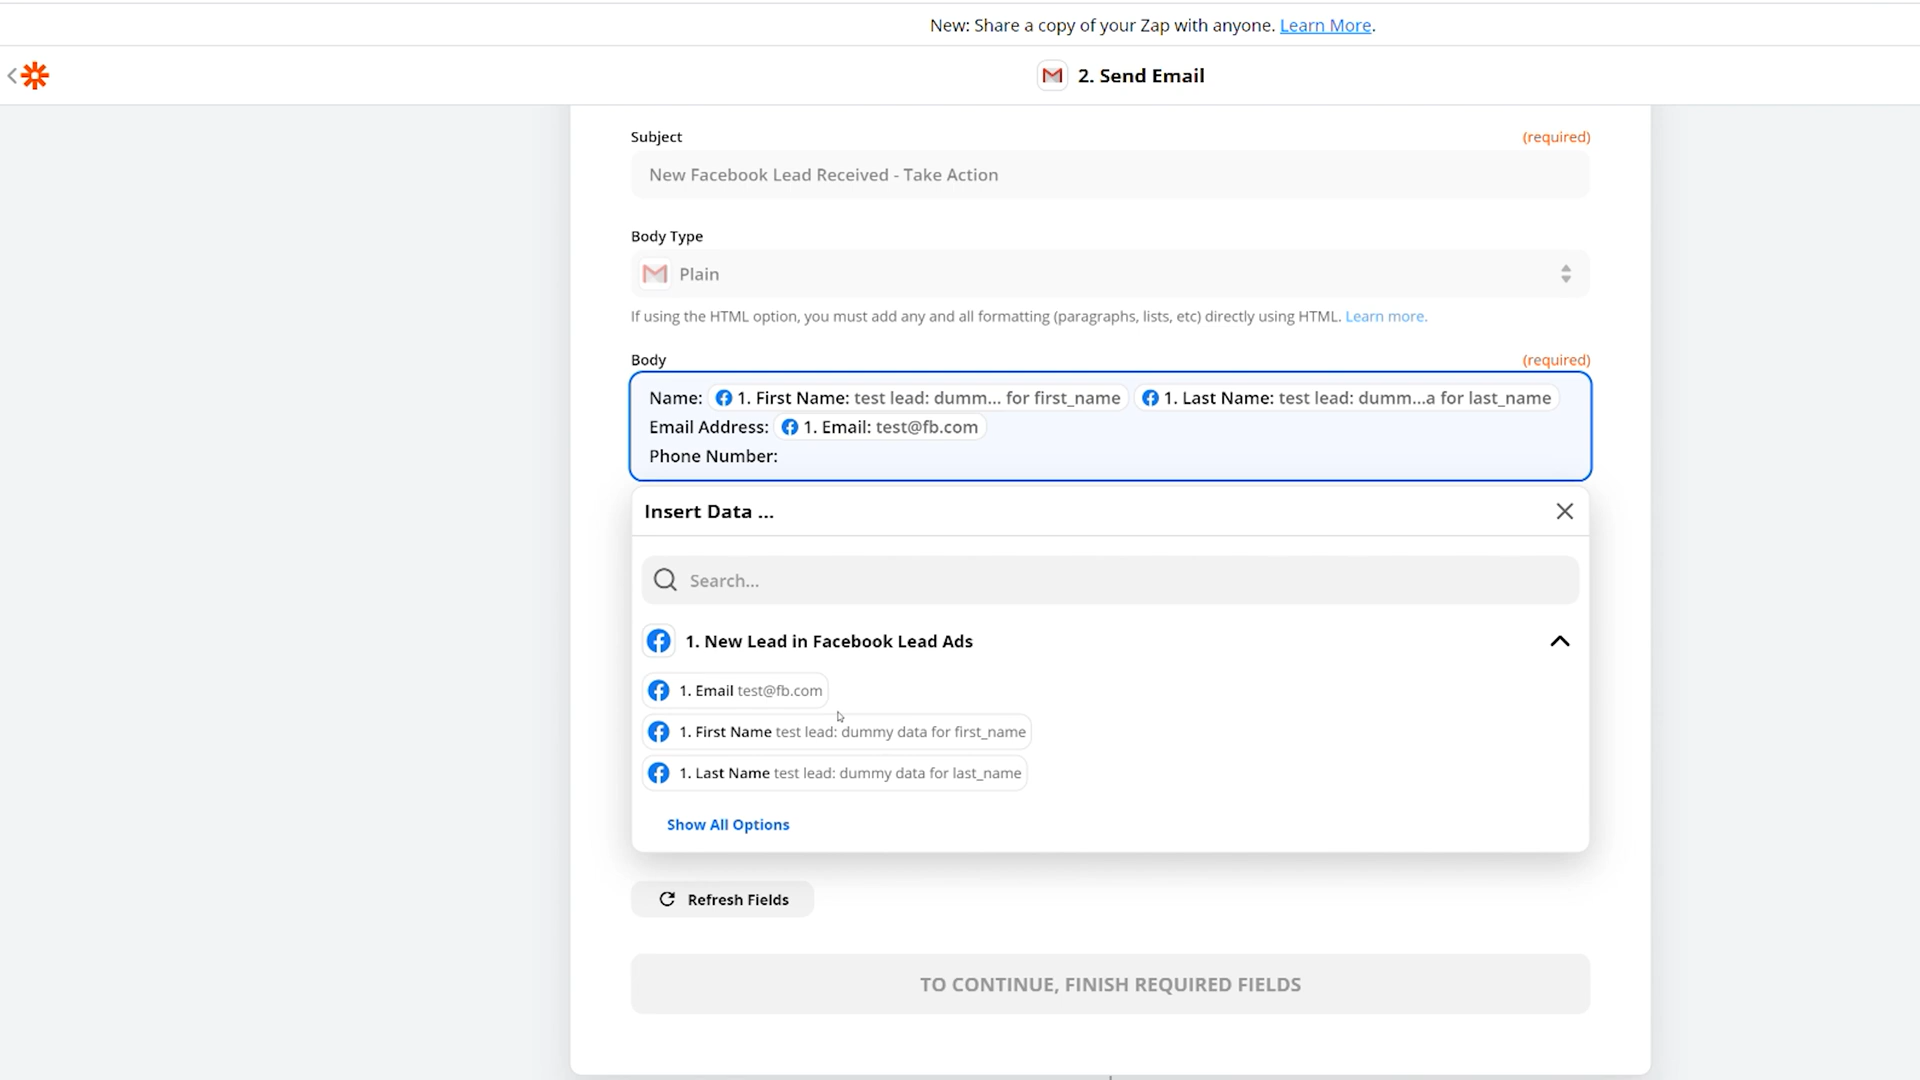 New: Share a copy of your Zap with anyone. Learn More.
2. Send Email
Subject (required)
New Facebook Lead Received - Take Action
Body Type
Plain
If using the HTML option, you must add any and all formatting (paragraphs, lists, etc) directly using HTML. Learn more.
Body (required)
Name: 1. First Name: test lead: dumm... for first_name 1. Last Name: test lead: dumm...a for last_name
Email Address: 1. Email: test@fb.com
Phone Number:
Insert Data ...
Search...
1. New Lead in Facebook Lead Ads
1. Email test@fb.com
1. First Name test lead: dummy data for first_name
1. Last Name test lead: dummy data for last_name
Show All Options
Refresh Fields
TO CONTINUE, FINISH REQUIRED FIELDS